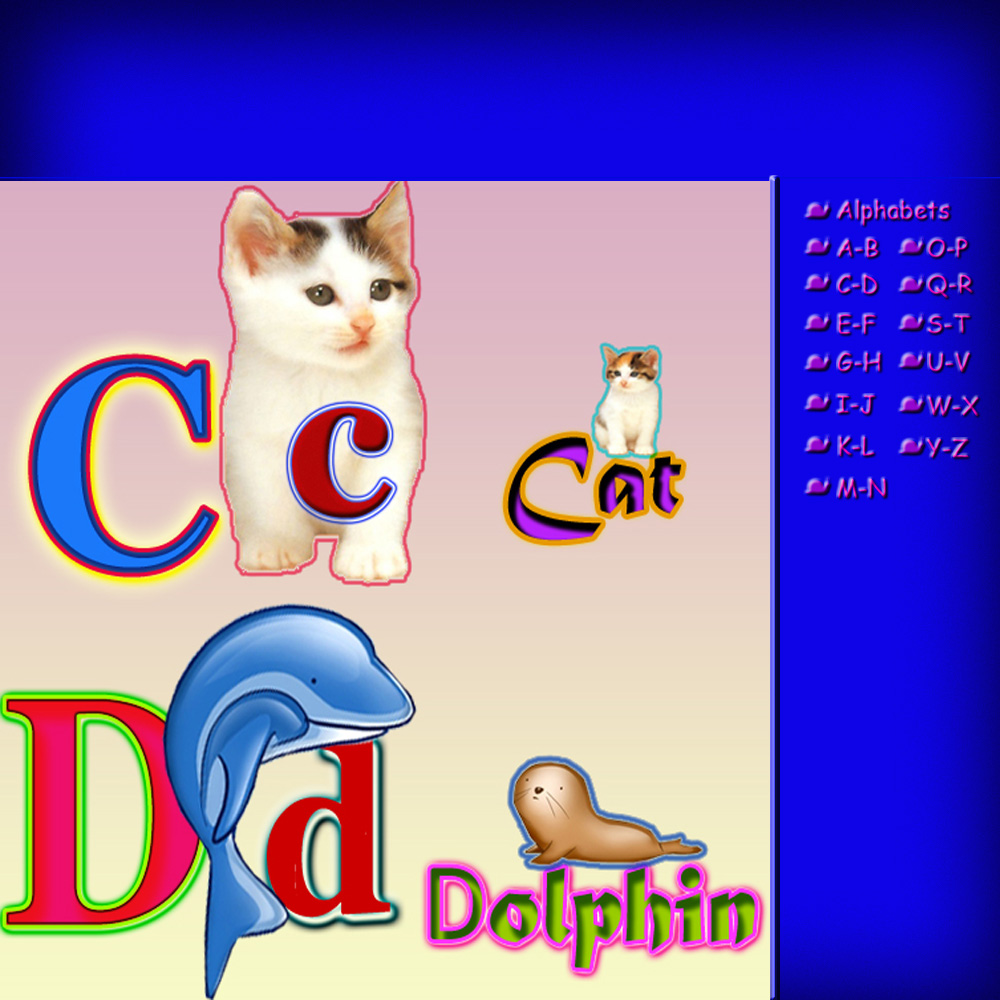 C c
Cat
D d
Dolphin
Alphabets
A-B O-P
C-D Q-R
E-F S-T
G-H U-V
I-J W-X
K-L Y-Z
M-N